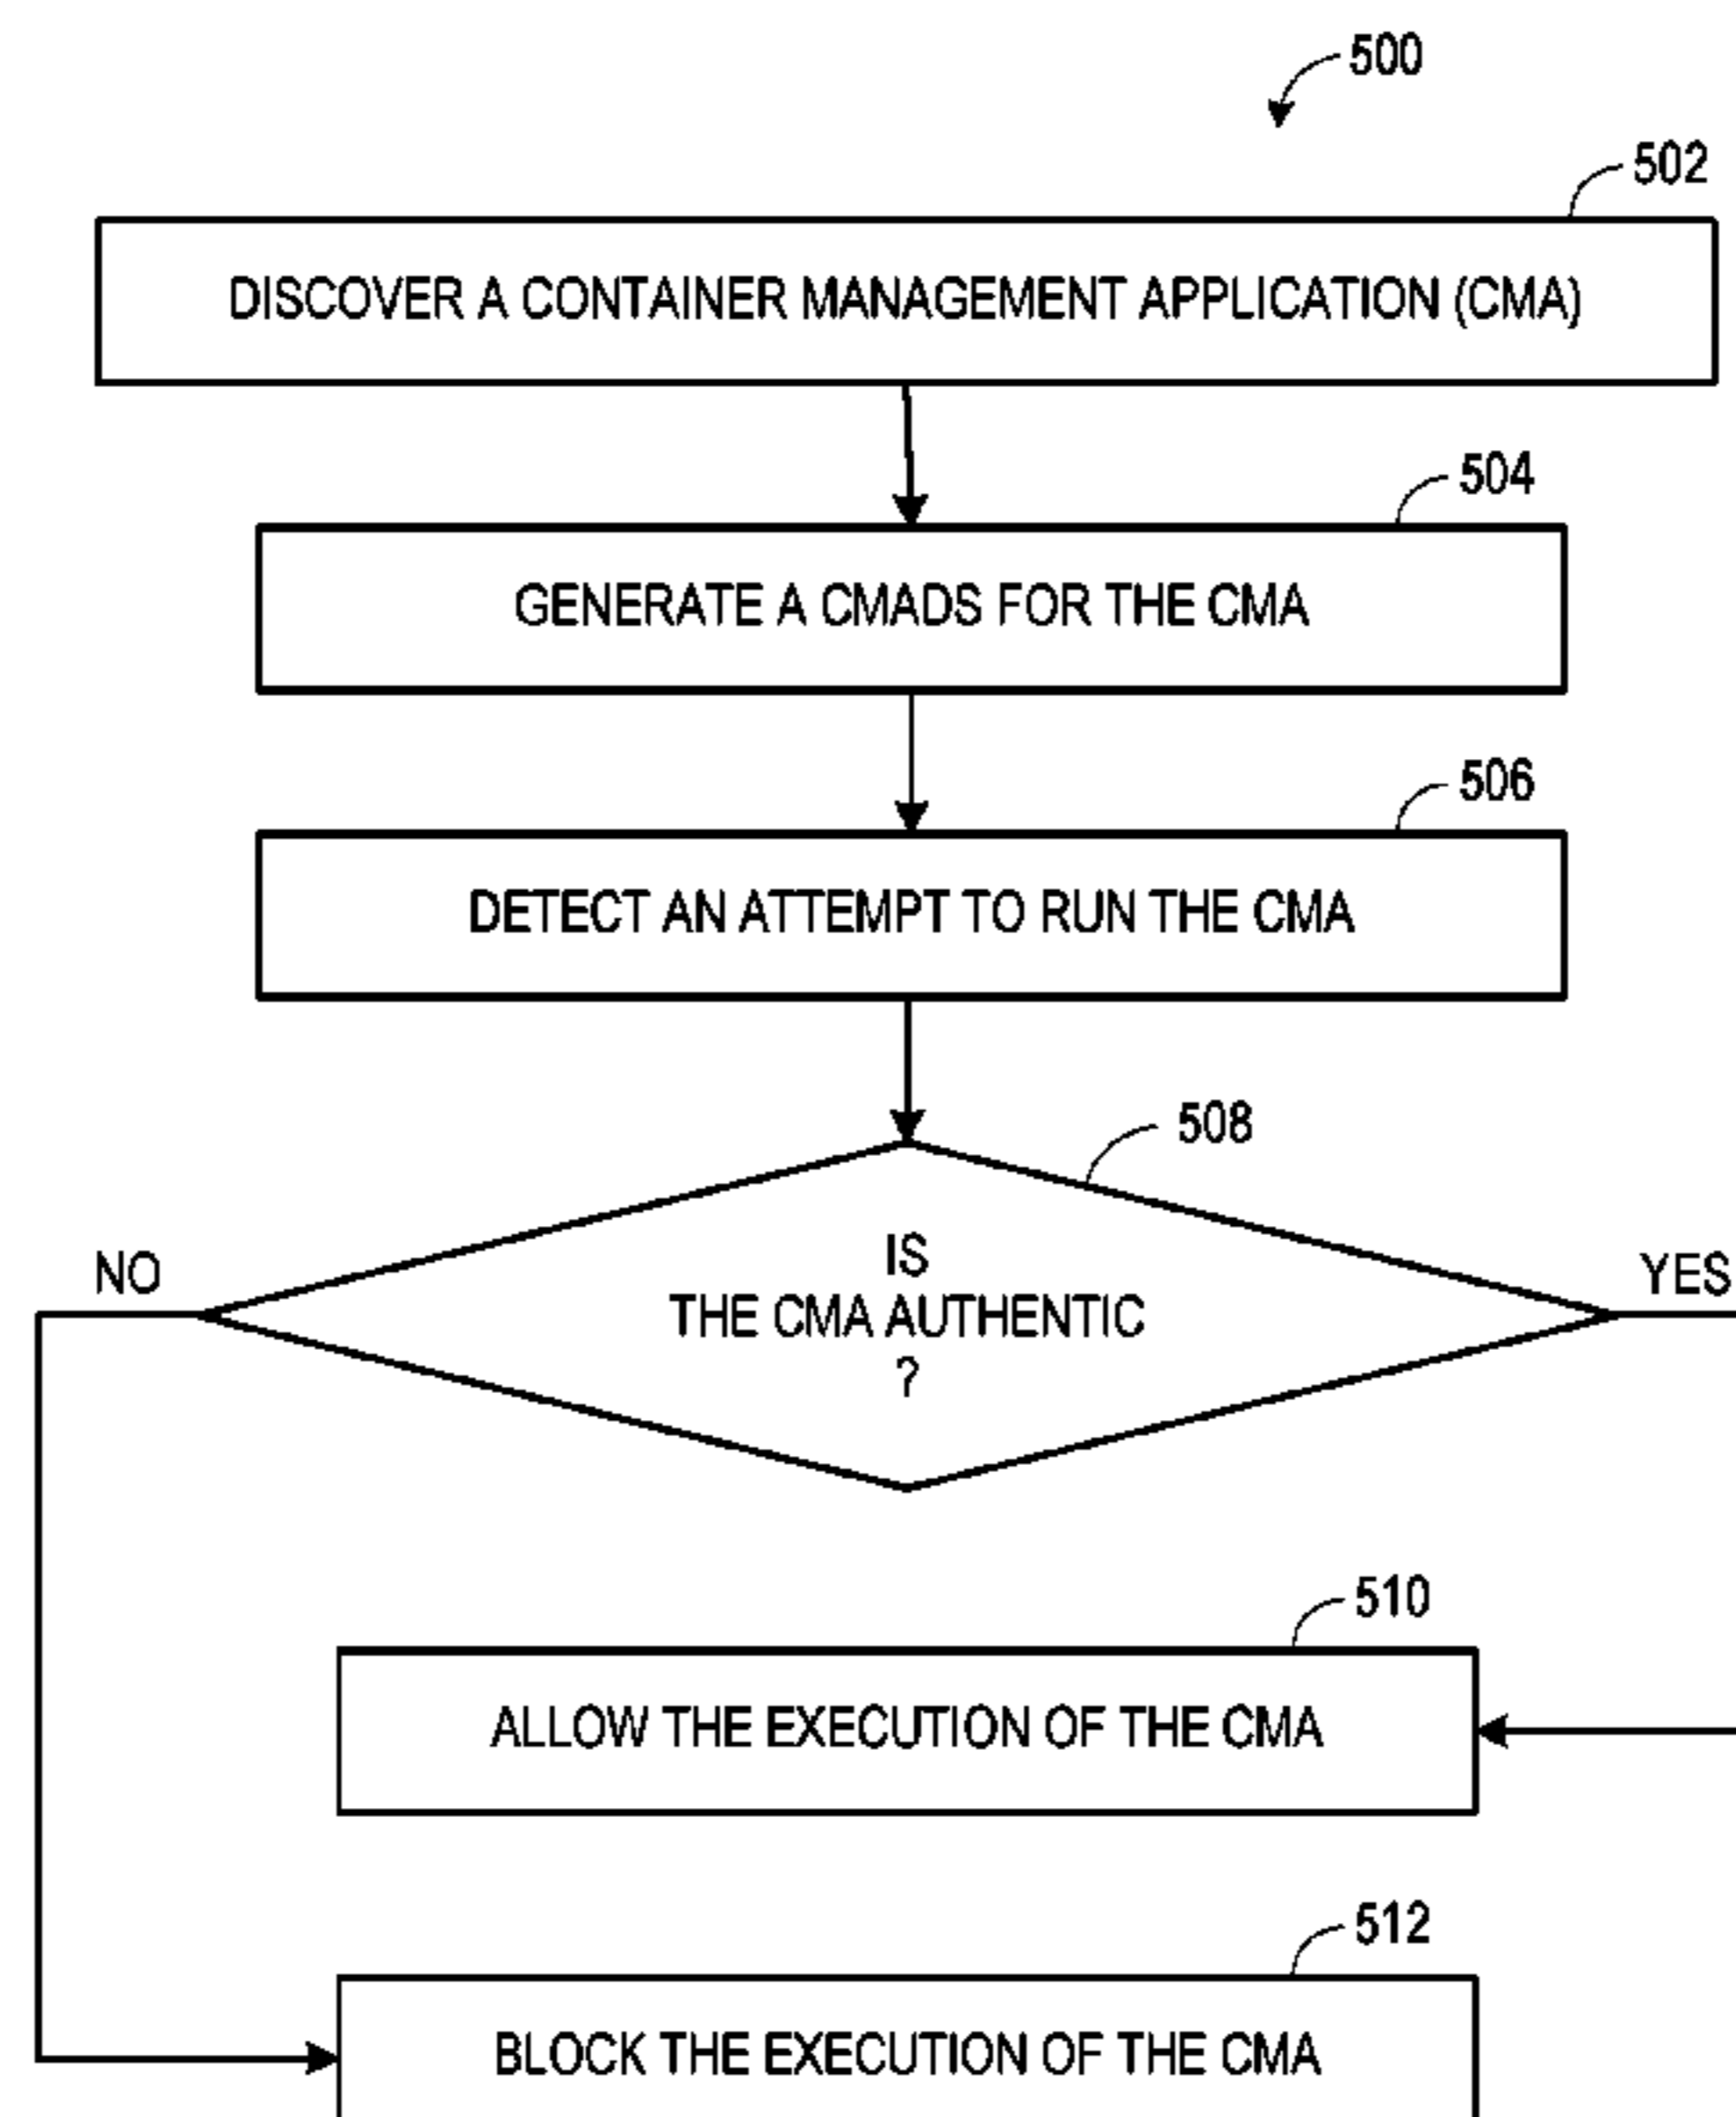 500
502
DISCOVER A CONTAINER MANAGEMENT APPLICATION (CMA)
504
GENERATE A CMADS FOR THE CMA
506
DETECT AN ATTEMPT TO RUN THE CMA
508
NO
IS
THE CMA AUTHENTIC
?
YES
510
ALLOW THE EXECUTION OF THE CMA
512
BLOCK THE EXECUTION OF THE CMA